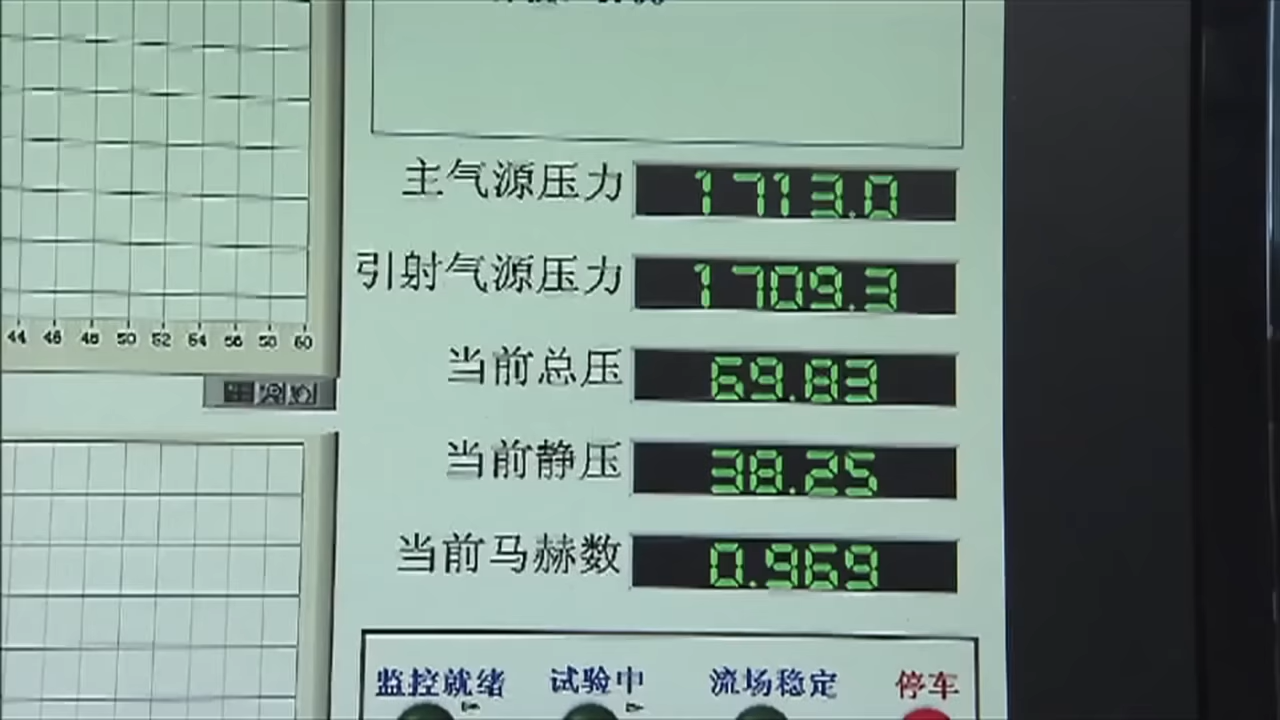 主气源压力 1713.0
引射气源压力 1709.3
当前总压 69.83
当前静压 38.25
当前马赫数 0.969
44 46 48 50 52 54 56 58 60
监控就绪 试验中 流场稳定 停车